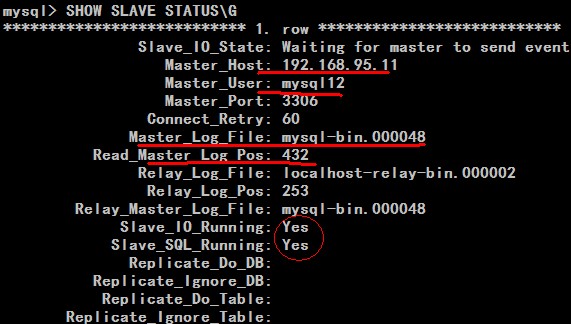 mysql> SHOW SLAVE STATUS\G
*************************** 1. row ***************************
Slave_IO_State: Waiting for master to send event
Master_Host: 192.168.95.11
Master_User: mysql12
Master_Port: 3306
Connect_Retry: 60
Master_Log_File: mysql-bin.000048
Read_Master_Log_Pos: 432
Relay_Log_File: localhost-relay-bin.000002
Relay_Log_Pos: 253
Relay_Master_Log_File: mysql-bin.000048
Slave_IO_Running: Yes
Slave_SQL_Running: Yes
Replicate_Do_DB:
Replicate_Ignore_DB:
Replicate_Do_Table:
Replicate_Ignore_Table: